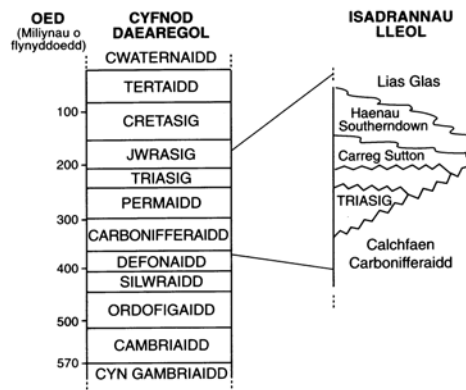 OED
(Miliynau o
flynyddoedd)
CYFNOD
DAEAREGOL
ISADRANNAU
LLEOL
CWATERNAIDD
TERTAIDD
100
CRETASIG
JWRASIG
200
TRIASIG
PERMAIDD
300
CARBONIFFERAIDD
DEFONAIDD
400
SILWRAIDD
ORDOFIGAIDD
500
CAMBRIAIDD
570
CYN GAMBRIAIDD
Lias Glas
Haenau
Southerndown
Carreg Sutton
TRIASIG
Calchfaen
Carbonifferaidd